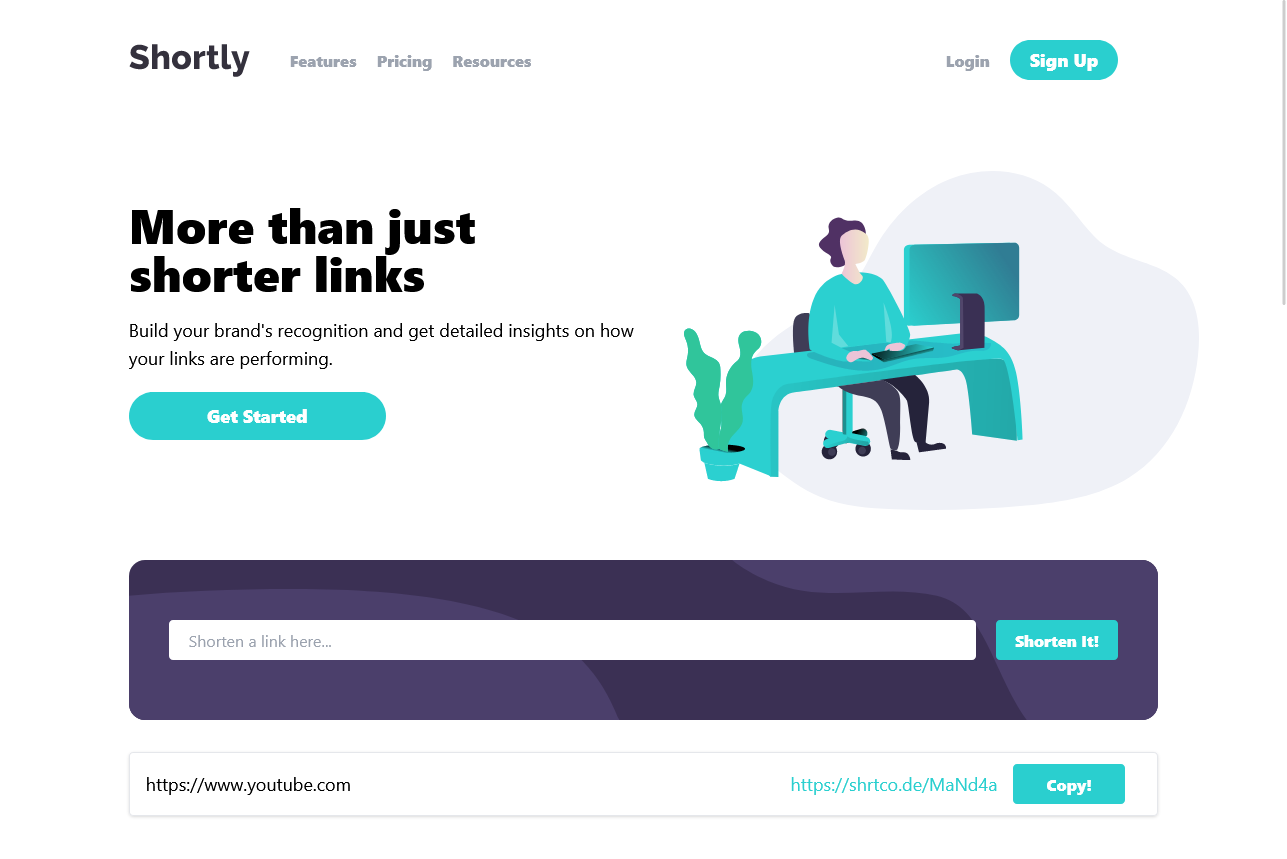 Shortly Features Pricing Resources Login Sign Up
More than just
shorter links
Build your brand's recognition and get detailed insights on how
your links are performing.
Get Started
Shorten a link here... Shorten It!
https://www.youtube.com https://shrtco.de/MaNd4a Copy!